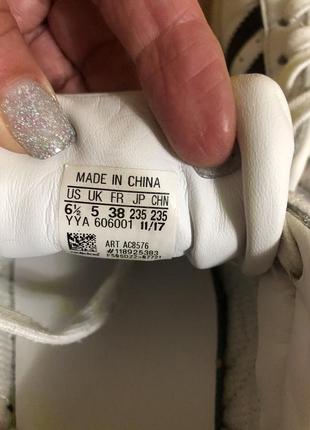 MADE IN CHINA
US UK FR JP CHN
6½ 5 38 235 235
YYA 606001 11/17
ART AC8576
#118925383